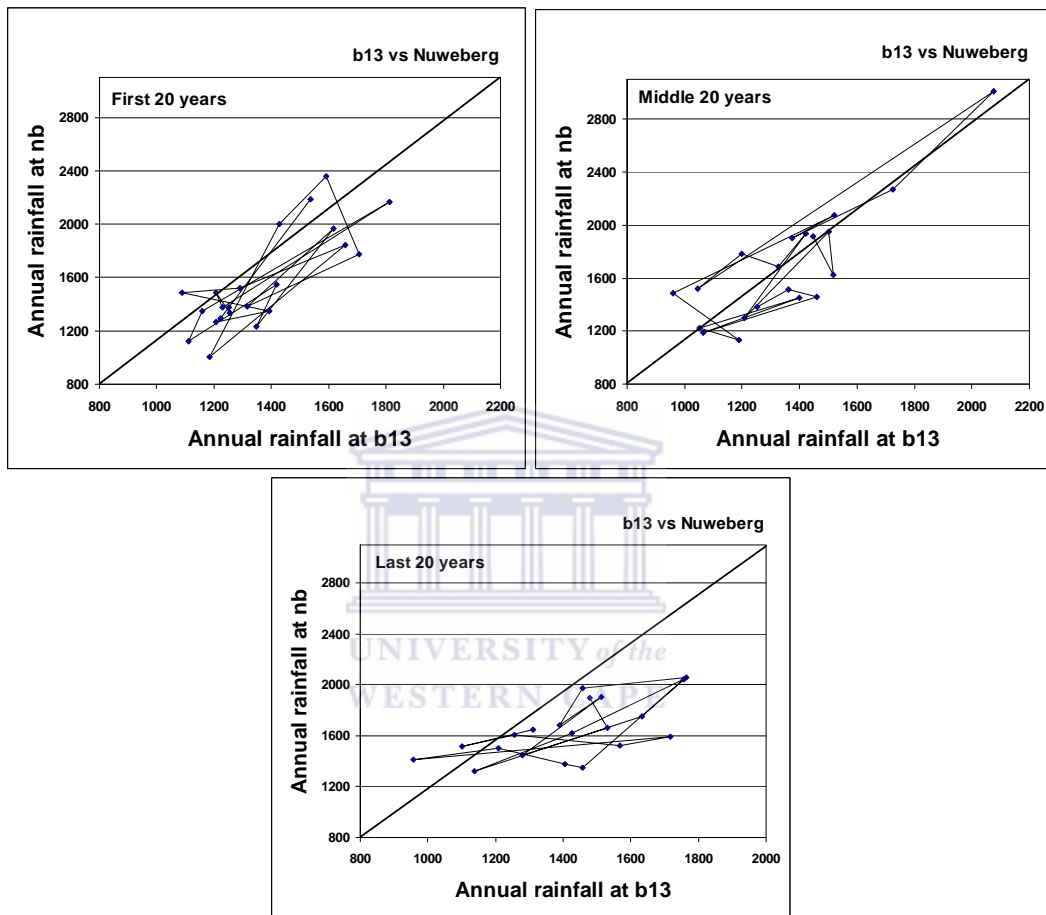 b13 vs Nuweberg
First 20 years
Annual rainfall at nb
2800
2400
2000
1600
1200
800
800 1000 1200 1400 1600 1800 2000 2200
Annual rainfall at b13
b13 vs Nuweberg
Middle 20 years
Annual rainfall at nb
2800
2400
2000
1600
1200
800
800 1000 1200 1400 1600 1800 2000 2200
Annual rainfall at b13
b13 vs Nuweberg
Last 20 years
Annual rainfall at nb
2800
2400
2000
1600
1200
800
800 1000 1200 1400 1600 1800 2000
Annual rainfall at b13
UNIVERSITY of the
WESTERN CAPE